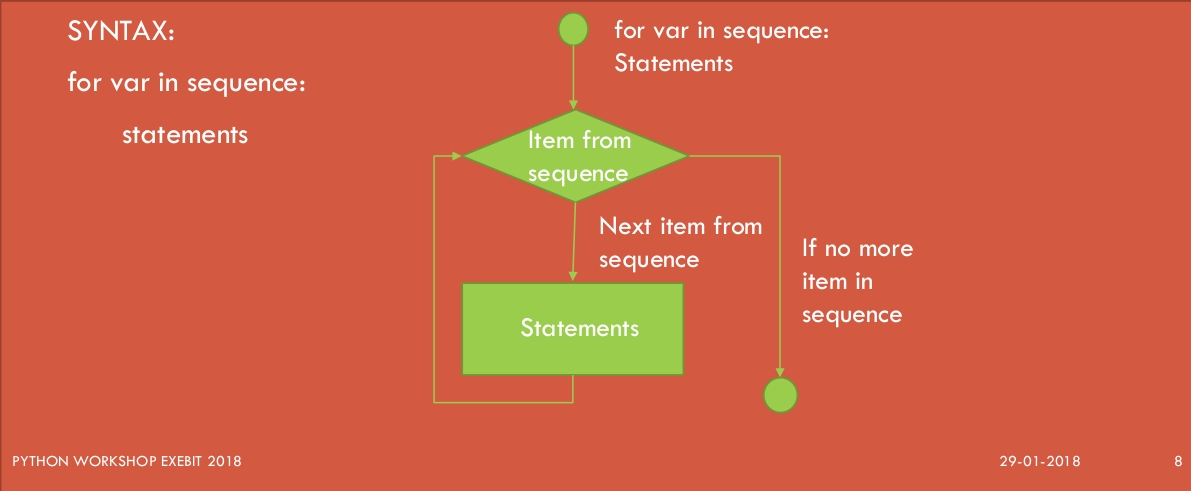 SYNTAX:
for var in sequence:
statements
for var in sequence:
Statements
Item from
sequence
Next item from
sequence
If no more
item in
sequence
Statements
PYTHON WORKSHOP EXEBIT 2018
29-01-2018
8